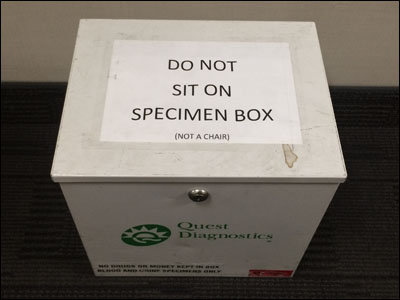 DO NOT
SIT ON
SPECIMEN BOX
(NOT A CHAIR)
Quest
Diagnostics
NO DRUGS OR MONEY KEPT IN BOX
BLOOD AND URINE SPECIMENS ONLY